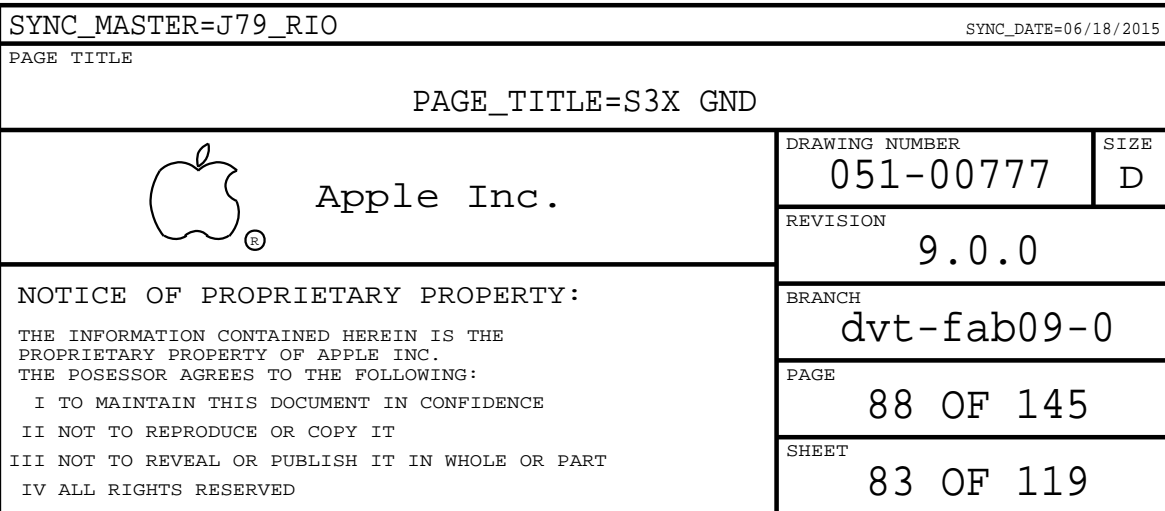 SYNC_MASTER=J79_RIO SYNC_DATE=06/18/2015
PAGE TITLE
PAGE_TITLE=S3X GND
Apple Inc.
®
DRAWING NUMBER
051-00777
SIZE
D
REVISION
9.0.0
NOTICE OF PROPRIETARY PROPERTY:
THE INFORMATION CONTAINED HEREIN IS THE
PROPRIETARY PROPERTY OF APPLE INC.
THE POSESSOR AGREES TO THE FOLLOWING:
I TO MAINTAIN THIS DOCUMENT IN CONFIDENCE
II NOT TO REPRODUCE OR COPY IT
III NOT TO REVEAL OR PUBLISH IT IN WHOLE OR PART
IV ALL RIGHTS RESERVED
BRANCH
dvt-fab09-0
PAGE
88 OF 145
SHEET
83 OF 119